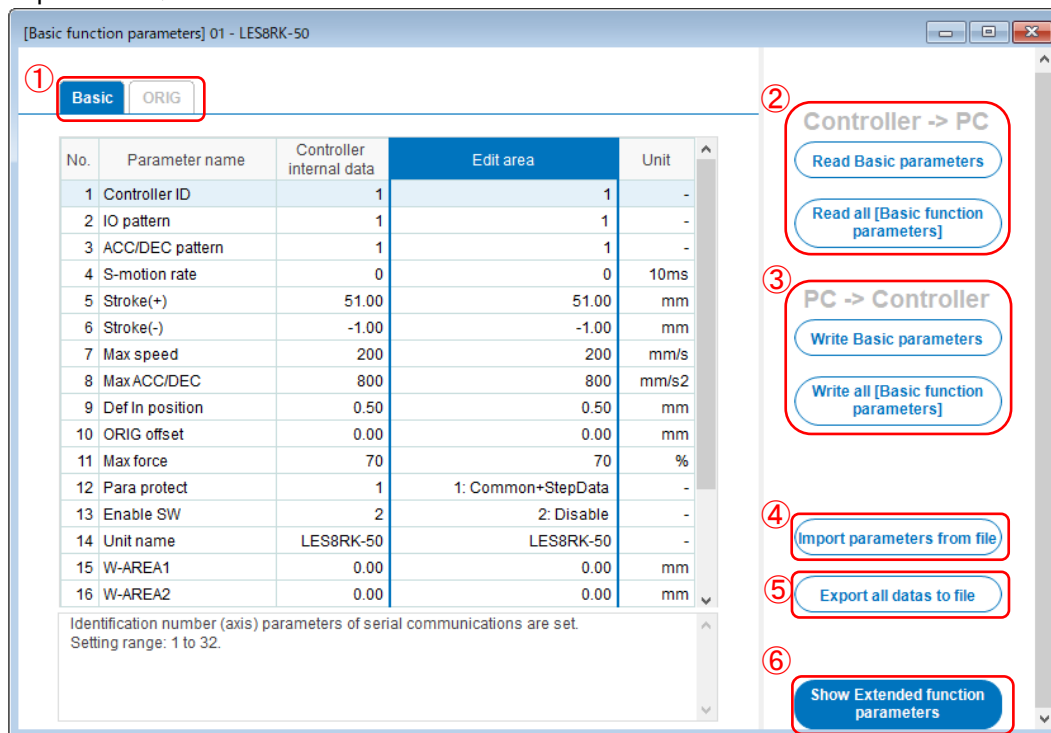 [Basic function parameters] 01 - LES8RK-50
①
Basic ORIG
No. Parameter name Controller internal data Edit area Unit
1 Controller ID 1 1 -
2 IO pattern 1 1 -
3 ACC/DEC pattern 1 1 -
4 S-motion rate 0 0 10ms
5 Stroke(+) 51.00 51.00 mm
6 Stroke(-) -1.00 -1.00 mm
7 Max speed 200 200 mm/s
8 Max ACC/DEC 800 800 mm/s2
9 Def In position 0.50 0.50 mm
10 ORIG offset 0.00 0.00 mm
11 Max force 70 70 %
12 Para protect 1 1: Common+StepData -
13 Enable SW 2 2: Disable -
14 Unit name LES8RK-50 LES8RK-50 -
15 W-AREA1 0.00 0.00 mm
16 W-AREA2 0.00 0.00 mm
Identification number (axis) parameters of serial communications are set.
Setting range: 1 to 32.
②
Controller -> PC
Read Basic parameters
Read all [Basic function
parameters]
③
PC -> Controller
Write Basic parameters
Write all [Basic function
parameters]
④
Import parameters from file
⑤
Export all datas to file
⑥
Show Extended function
parameters